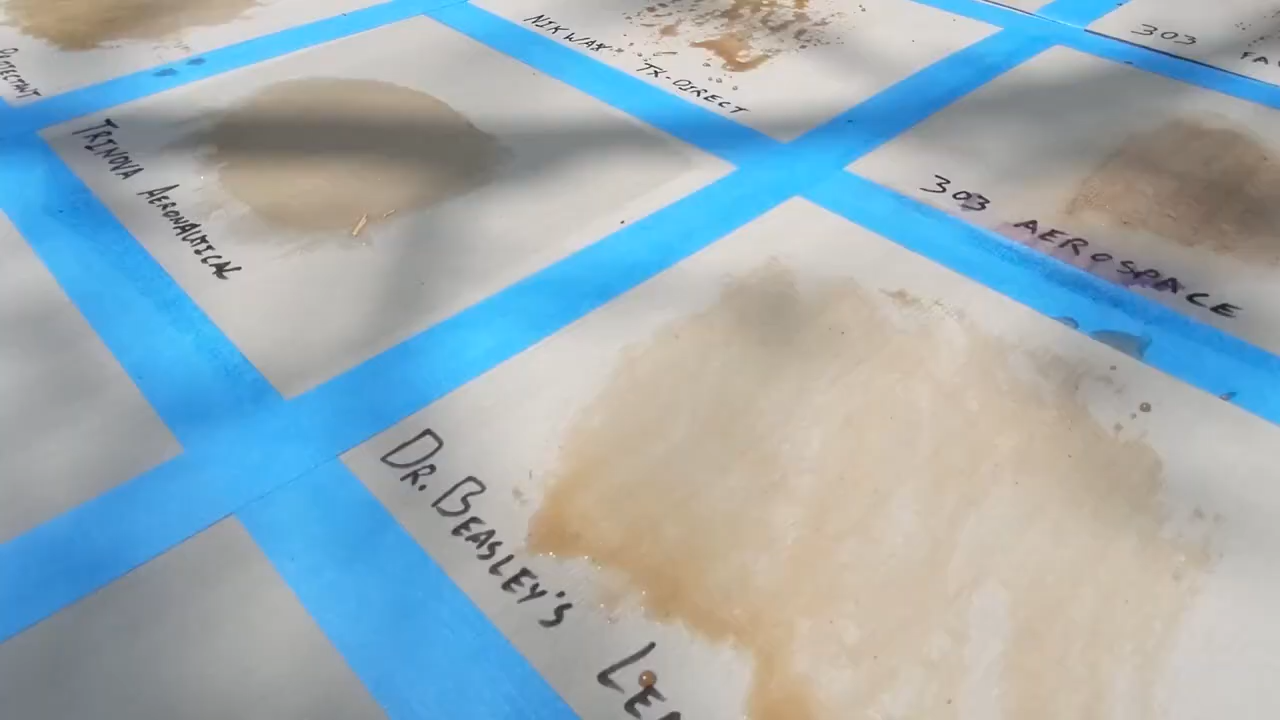 NIKWAX
TX-DIRECT
303
TRINOVA AERONAUTICAL
303 AEROSPACE
DR. BEASLEY'S